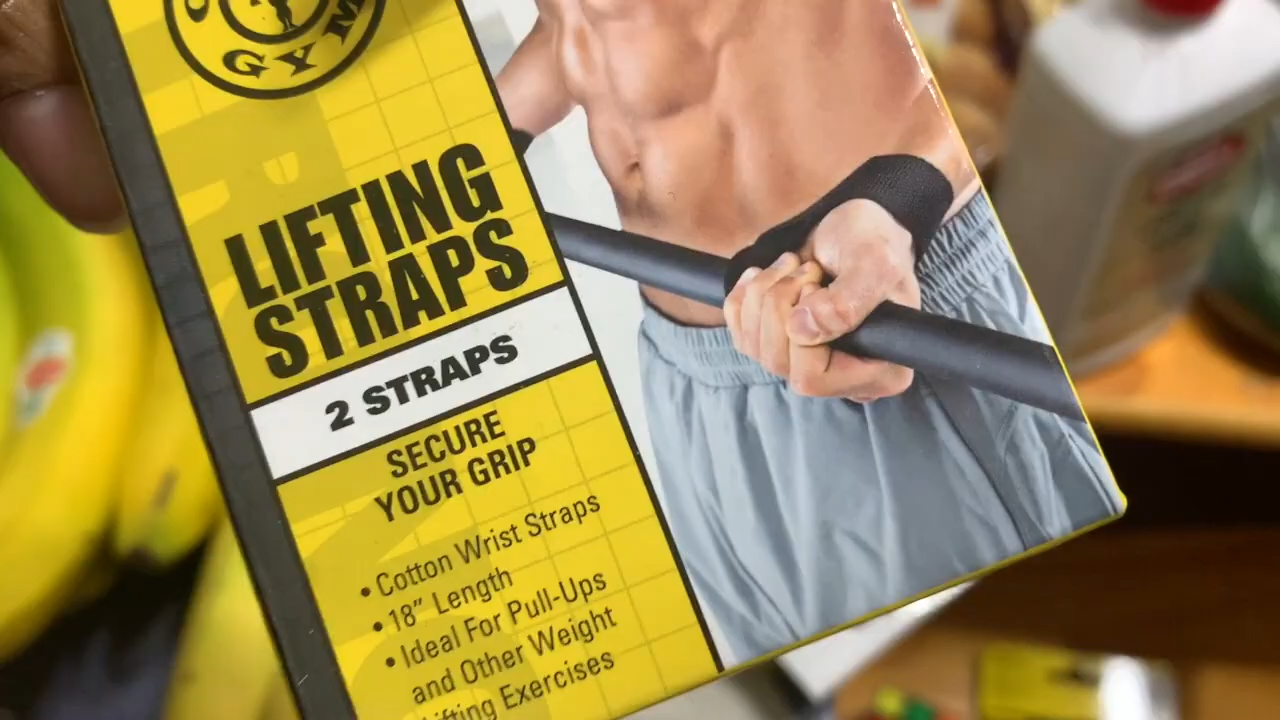 GYM
LIFTING
STRAPS
2 STRAPS
SECURE
YOUR GRIP
• Cotton Wrist Straps
• 18” Length
• Ideal For Pull-Ups
and Other Weight
Lifting Exercises